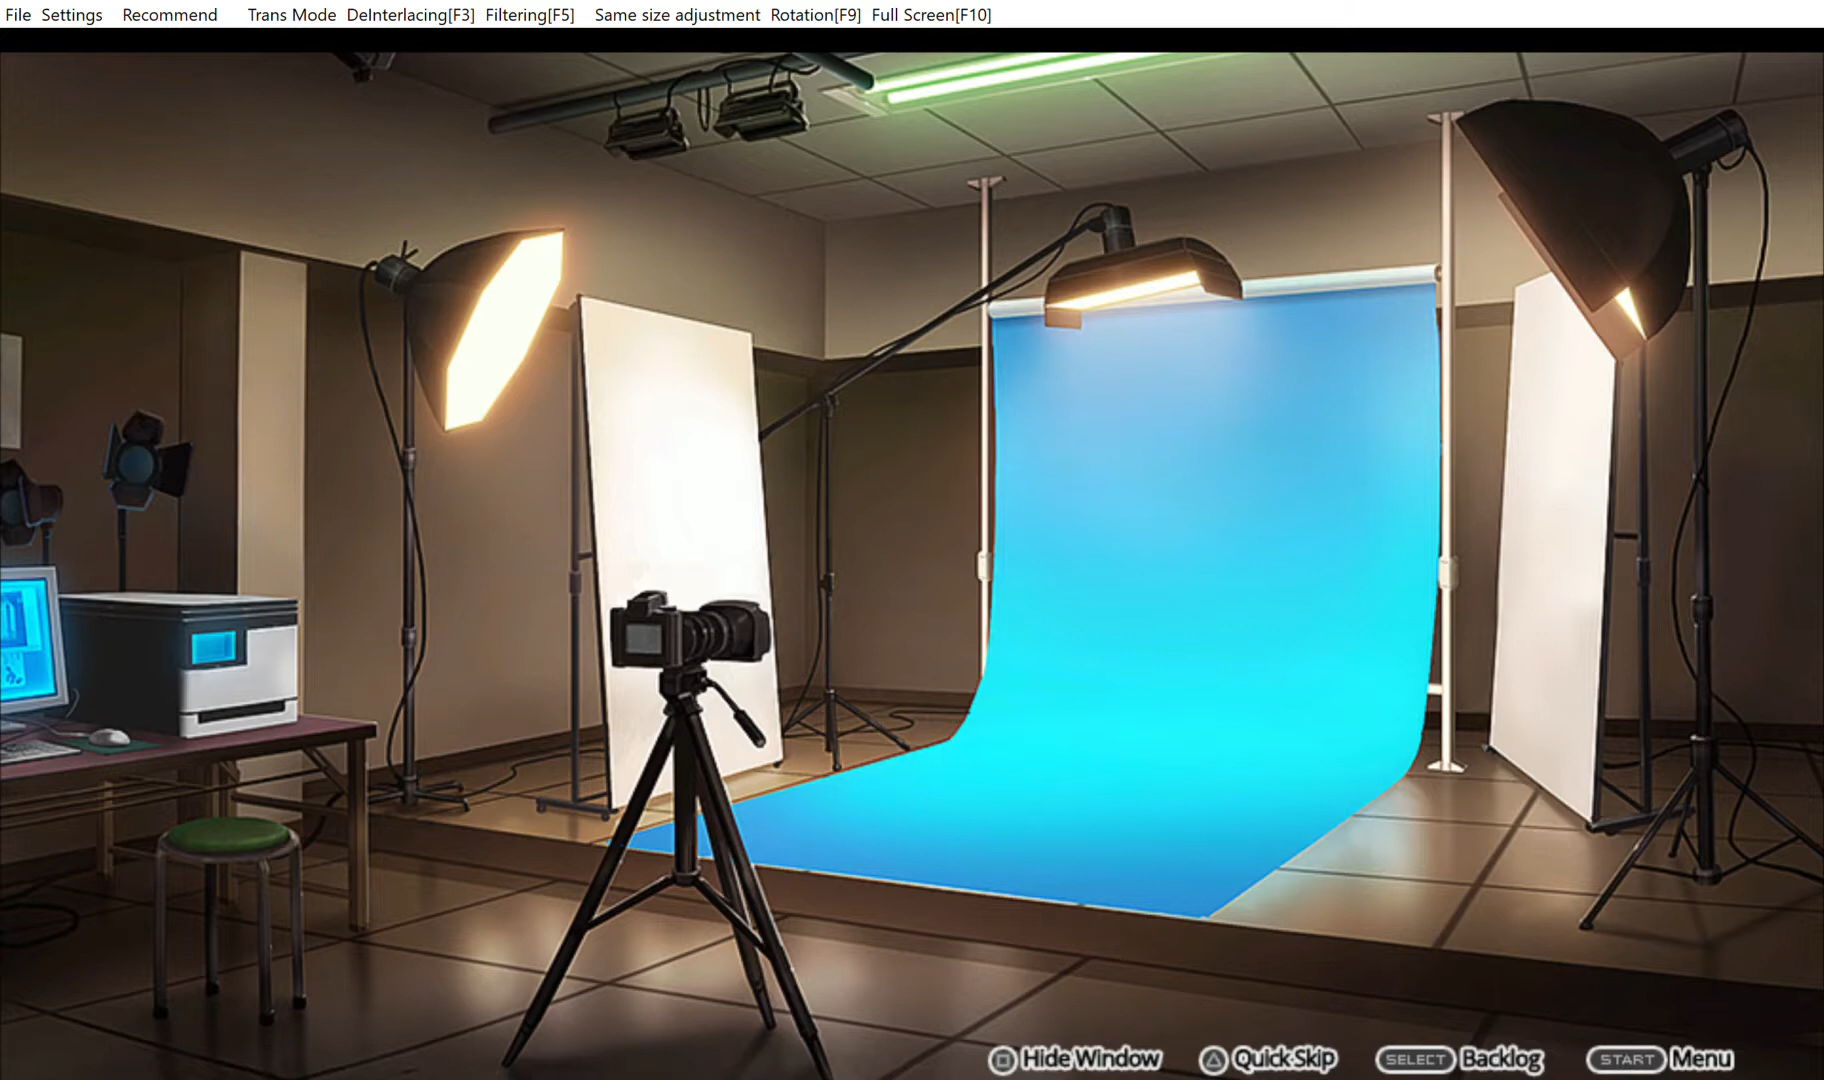 File Settings Recommend Trans Mode DeInterlacing[F3] Filtering[F5] Same size adjustment Rotation[F9] Full Screen[F10]
Hide Window Quick Skip SELECT Backlog START Menu